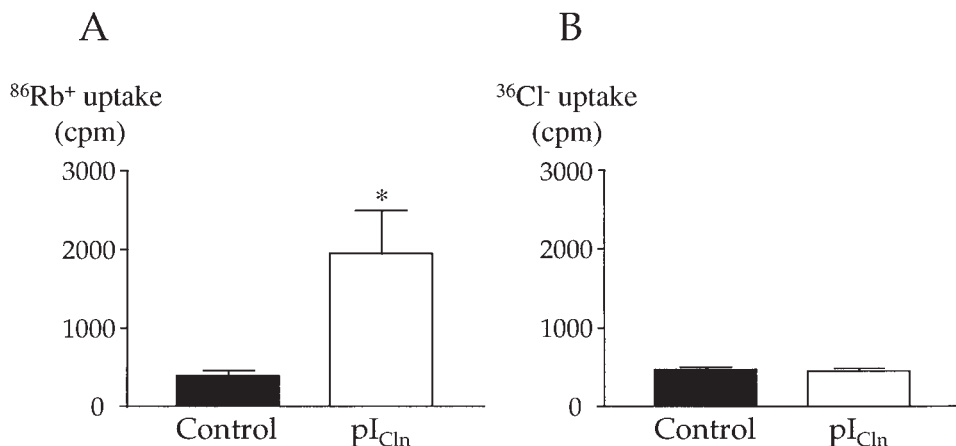 A
⁸⁶Rb⁺ uptake
(cpm)
3000
2000
1000
0
*
Control
pI_Cln
B
³⁶Cl⁻ uptake
(cpm)
3000
2000
1000
0
Control
pI_Cln